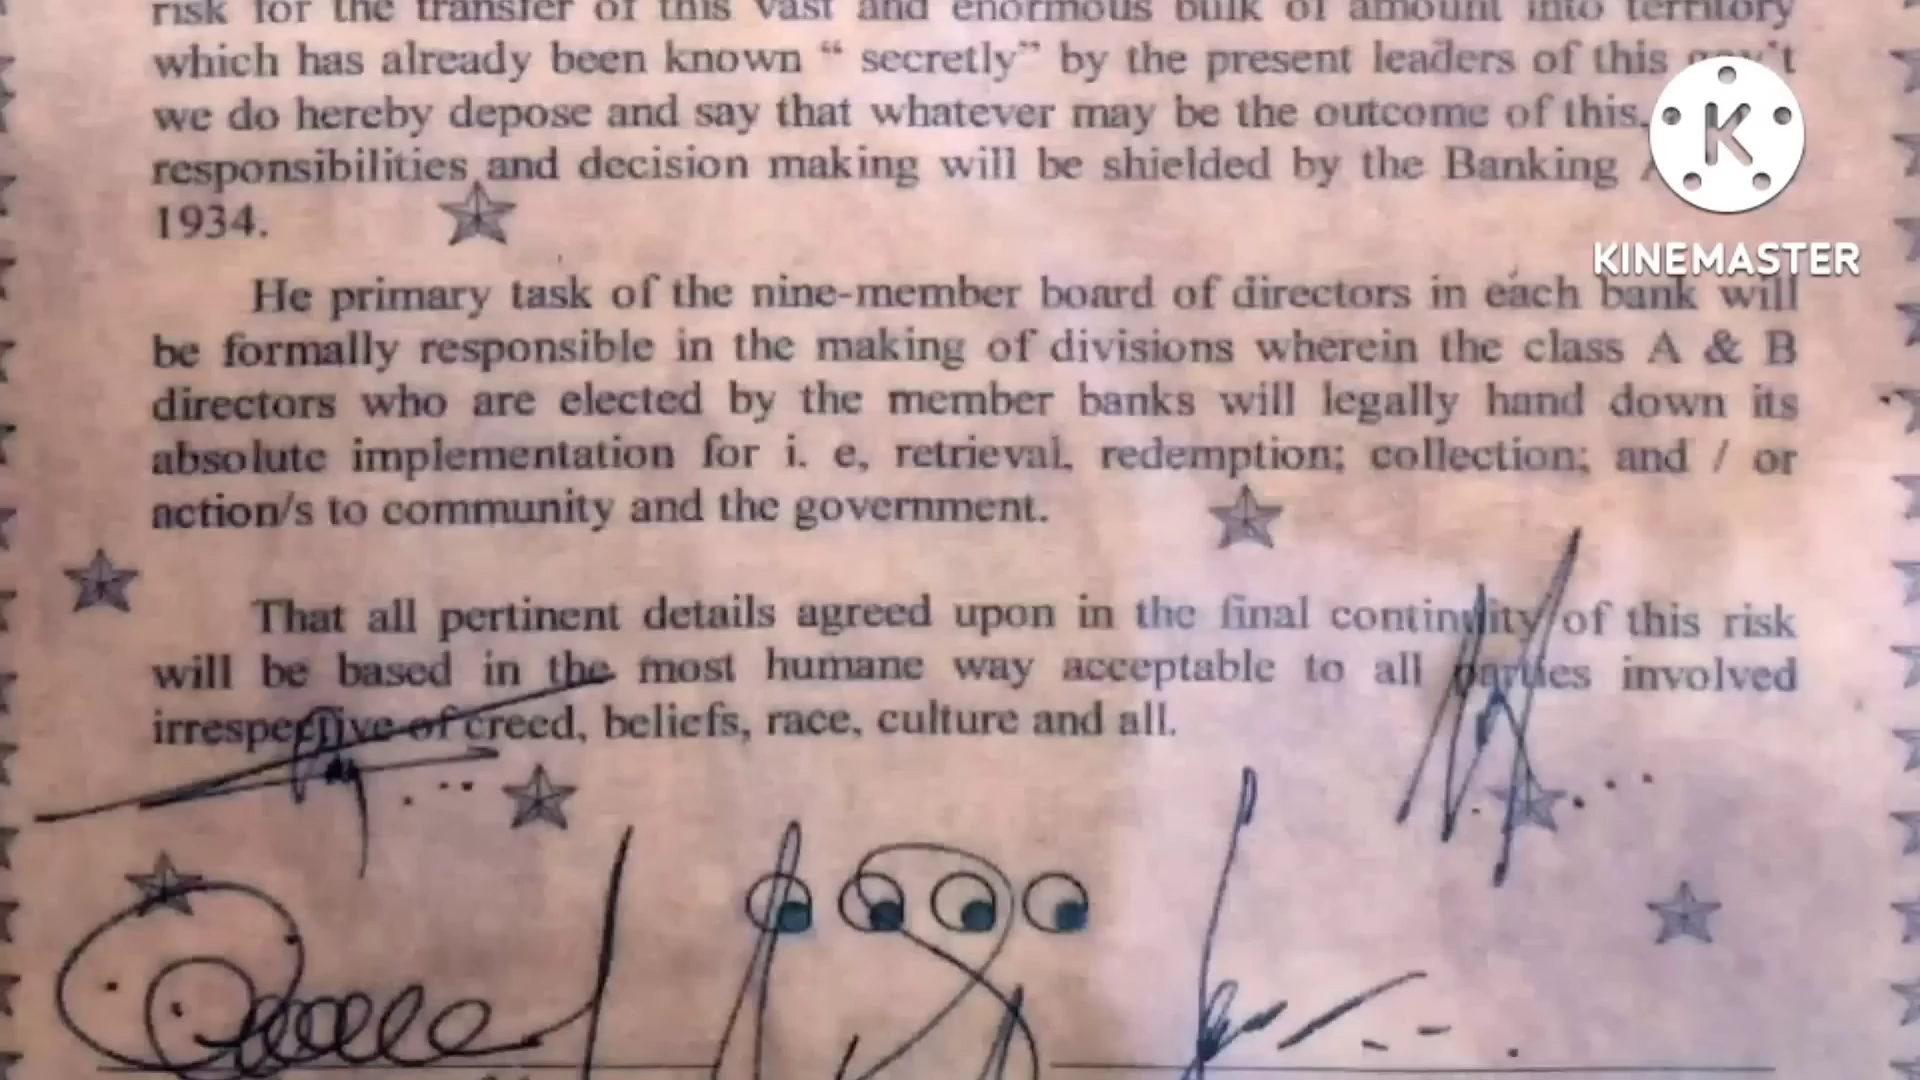 risk for the transfer of this vast and enormous bulk of amount into territory
which has already been known “ secretly” by the present leaders of this gov't
we do hereby depose and say that whatever may be the outcome of this,
responsibilities and decision making will be shielded by the Banking A
1934.
K
KINEMASTER
He primary task of the nine-member board of directors in each bank will
be formally responsible in the making of divisions wherein the class A & B
directors who are elected by the member banks will legally hand down its
absolute implementation for i. e, retrieval, redemption; collection; and / or
action/s to community and the government.
That all pertinent details agreed upon in the final continuity of this risk
will be based in the most humane way acceptable to all parties involved
irrespective of creed, beliefs, race, culture and all.